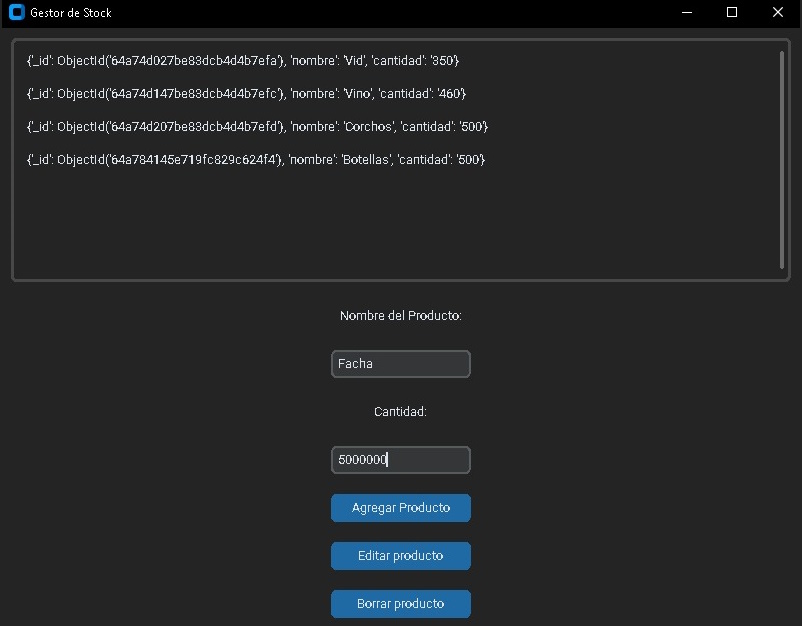 Gestor de Stock
{'_id': ObjectId('64a74d027be83dcb4d4b7efa'), 'nombre': 'Vid', 'cantidad': '350'}
{'_id': ObjectId('64a74d147be83dcb4d4b7efc'), 'nombre': 'Vino', 'cantidad': '460'}
{'_id': ObjectId('64a74d207be83dcb4d4b7efd'), 'nombre': 'Corchos', 'cantidad': '500'}
{'_id': ObjectId('64a784145e719fc829c624f4'), 'nombre': 'Botellas', 'cantidad': '500'}
Nombre del Producto:
Facha
Cantidad:
5000000
Agregar Producto
Editar producto
Borrar producto